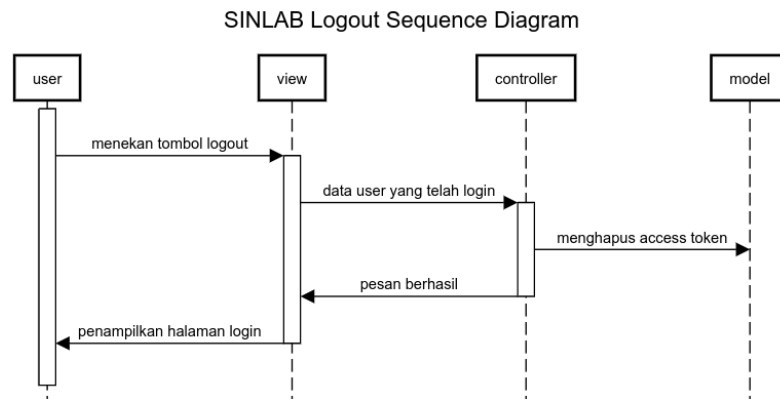 SINLAB Logout Sequence Diagram
user
view
controller
model
menekan tombol logout
data user yang telah login
menghapus access token
pesan berhasil
penampilkan halaman login